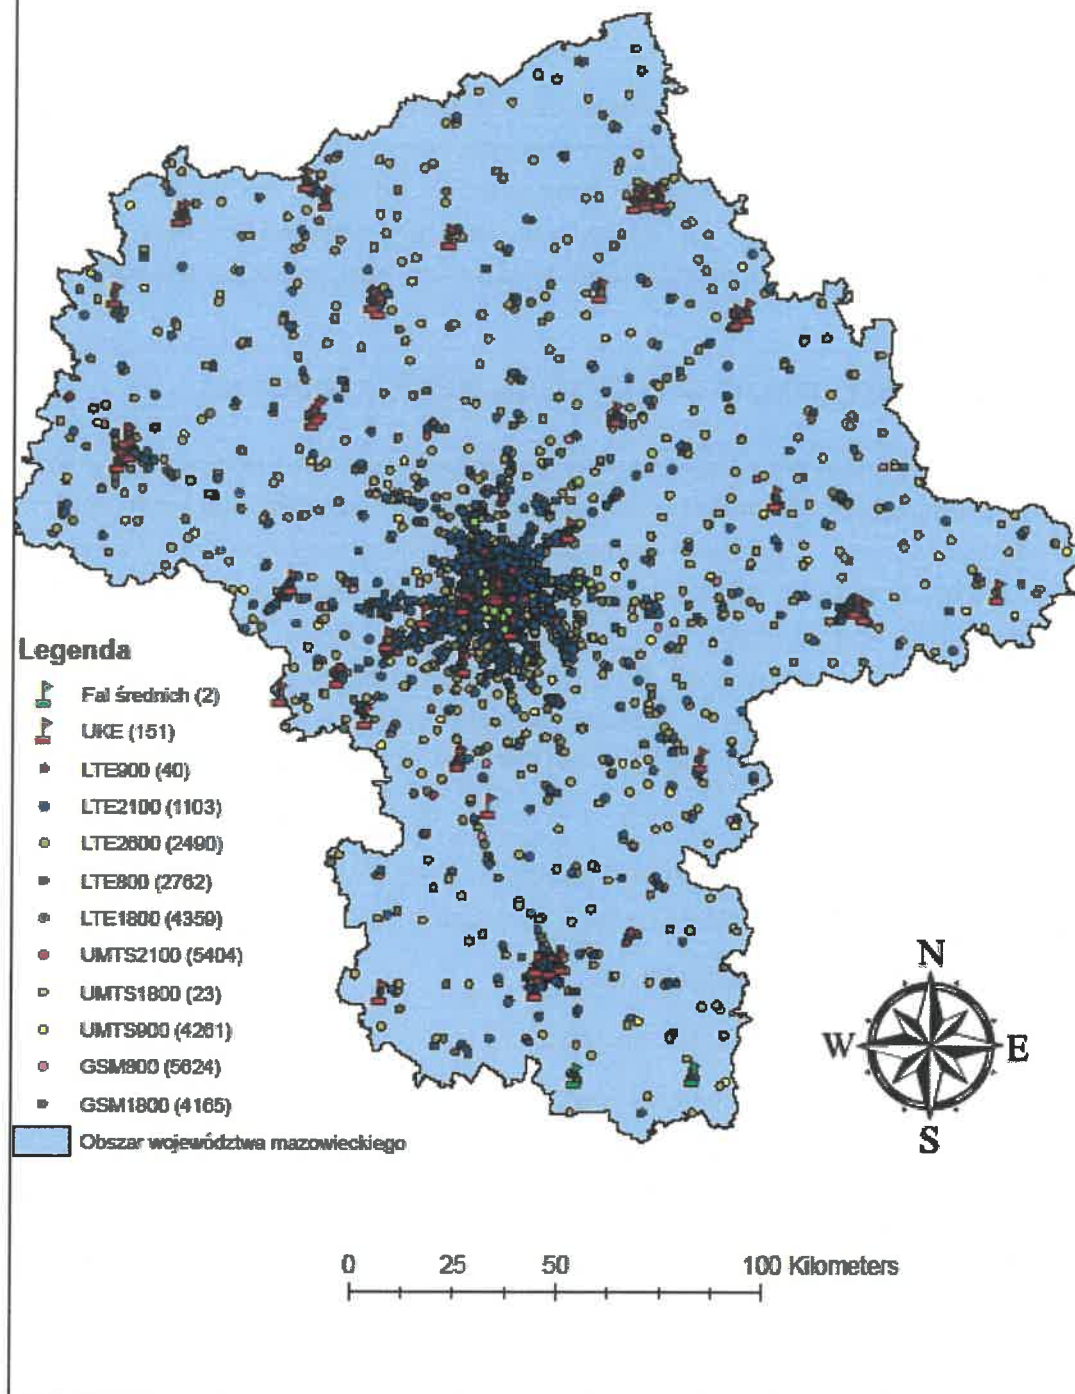 Legenda
Fal średnich (2)
UKE (151)
LTE900 (40)
LTE2100 (1103)
LTE2600 (2490)
LTE800 (2762)
LTE1800 (4359)
UMTS2100 (5404)
UMTS1800 (23)
UMTS900 (4261)
GSM900 (5624)
GSM1800 (4165)
Obszar województwa mazowieckiego
N
W E
S
0 25 50 100 Kilometers